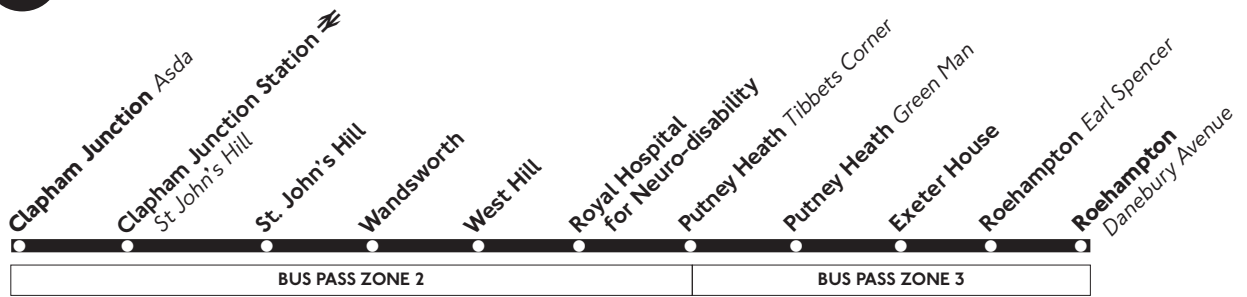 Clapham Junction Asda
Clapham Junction Station
St John's Hill
St. John's Hill
Wandsworth
West Hill
Royal Hospital
for Neuro-disability
Putney Heath Tibbets Corner
Putney Heath Green Man
Exeter House
Roehampton Earl Spencer
Roehampton
Danebury Avenue
BUS PASS ZONE 2
BUS PASS ZONE 3